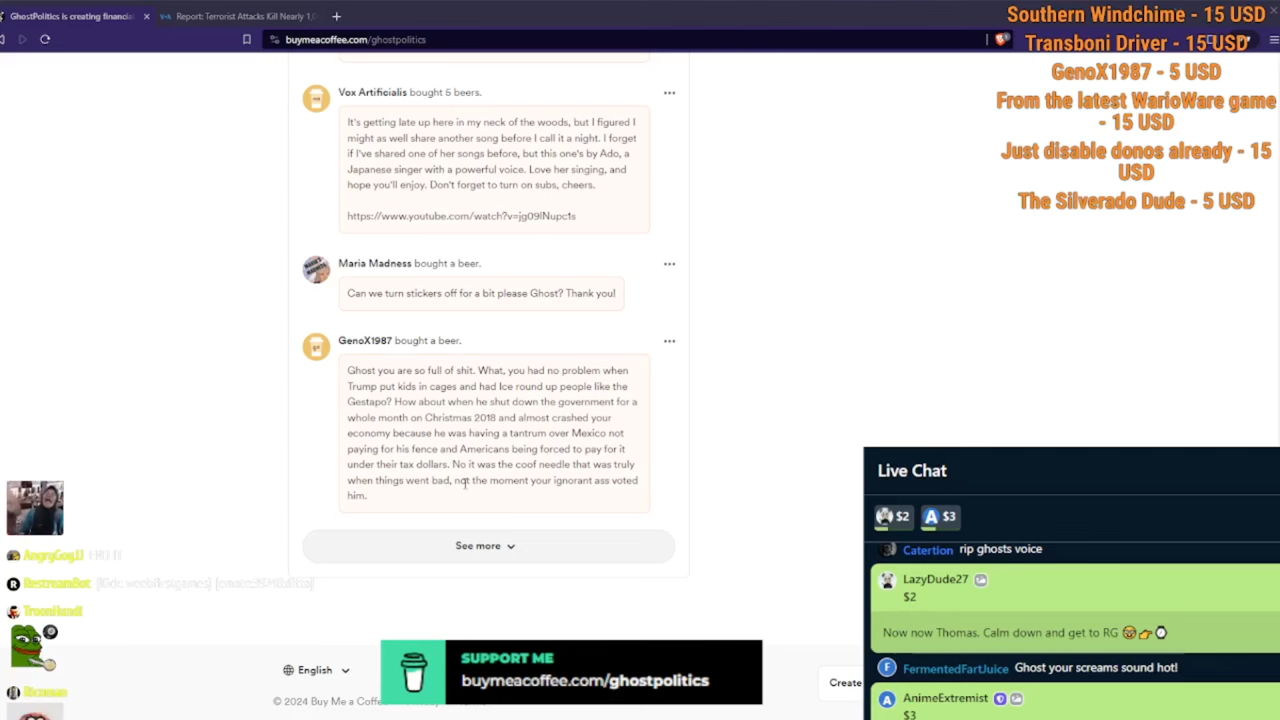 GhostPolitics is creating financial
Report: Terrorist Attacks Kill Nearly 1,0
buymeacoffee.com/ghostpolitics
Southern Windchime - 15 USD
Transboni Driver - 15 USD
GenoX1987 - 5 USD
From the latest WarioWare game
- 15 USD
Just disable donos already - 15
USD
The Silverado Dude - 5 USD
Vox Artificialis bought 5 beers.
It's getting late up here in my neck of the woods, but I figured I
might as well share another song before I call it a night. I forget
if I've shared one of her songs before, but this one's by Ado, a
Japanese singer with a powerful voice. Love her singing, and
hope you'll enjoy. Don't forget to turn on subs, cheers.
https://www.youtube.com/watch?v=jg09lNupc1s
Maria Madness bought a beer.
Can we turn stickers off for a bit please Ghost? Thank you!
GenoX1987 bought a beer.
Ghost you are so full of shit. What, you had no problem when
Trump put kids in cages and had Ice round up people like the
Gestapo? How about when he shut down the government for a
whole month on Christmas 2018 and almost crashed your
economy because he was having a tantrum over Mexico not
paying for his fence and Americans being forced to pay for it
under their tax dollars. No it was the coof needle that was truly
when things went bad, not the moment your ignorant ass voted
him.
See more
English
© 2024 Buy Me a Coffee
Create
SUPPORT ME
buymeacoffee.com/ghostpolitics
AngryGoyJJ
RestreamBot
Live Chat
$2
$3
Catertion rip ghosts voice
LazyDude27
$2
Now now Thomas. Calm down and get to RG
FermentedFartJuice Ghost your screams sound hot!
AnimeExtremist
$3